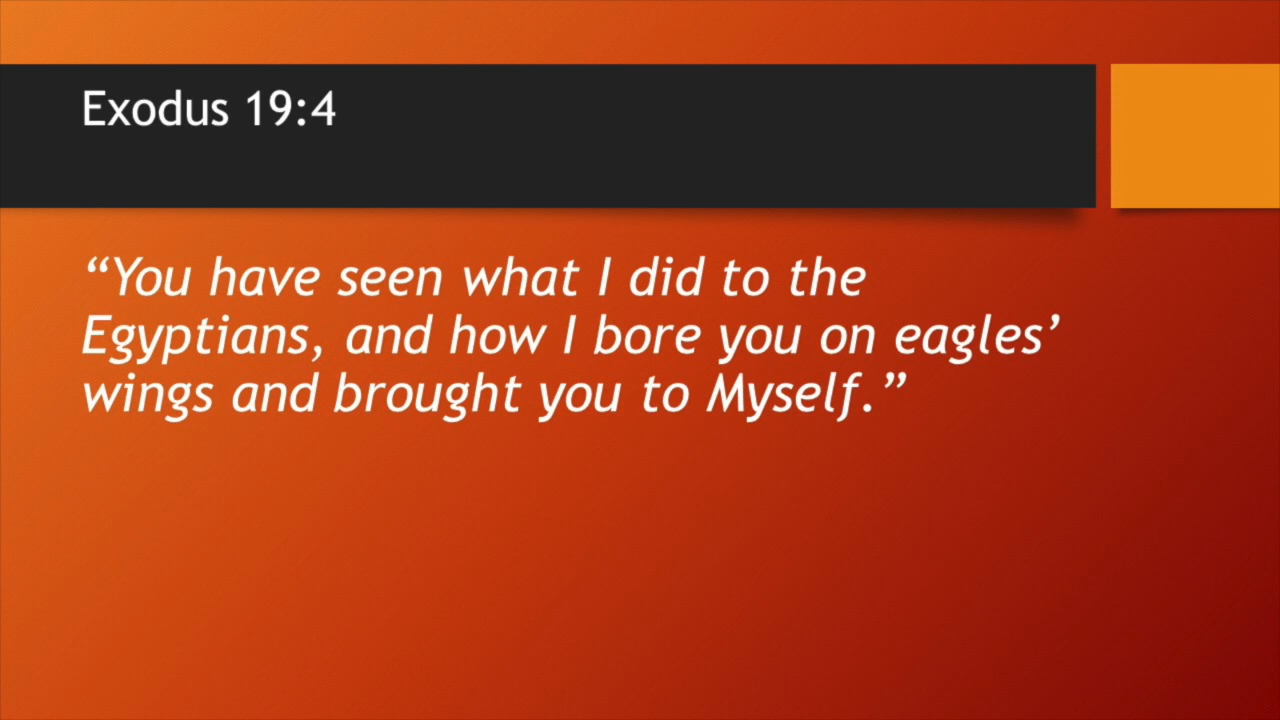 Exodus 19:4
“You have seen what I did to the
Egyptians, and how I bore you on eagles’
wings and brought you to Myself.”